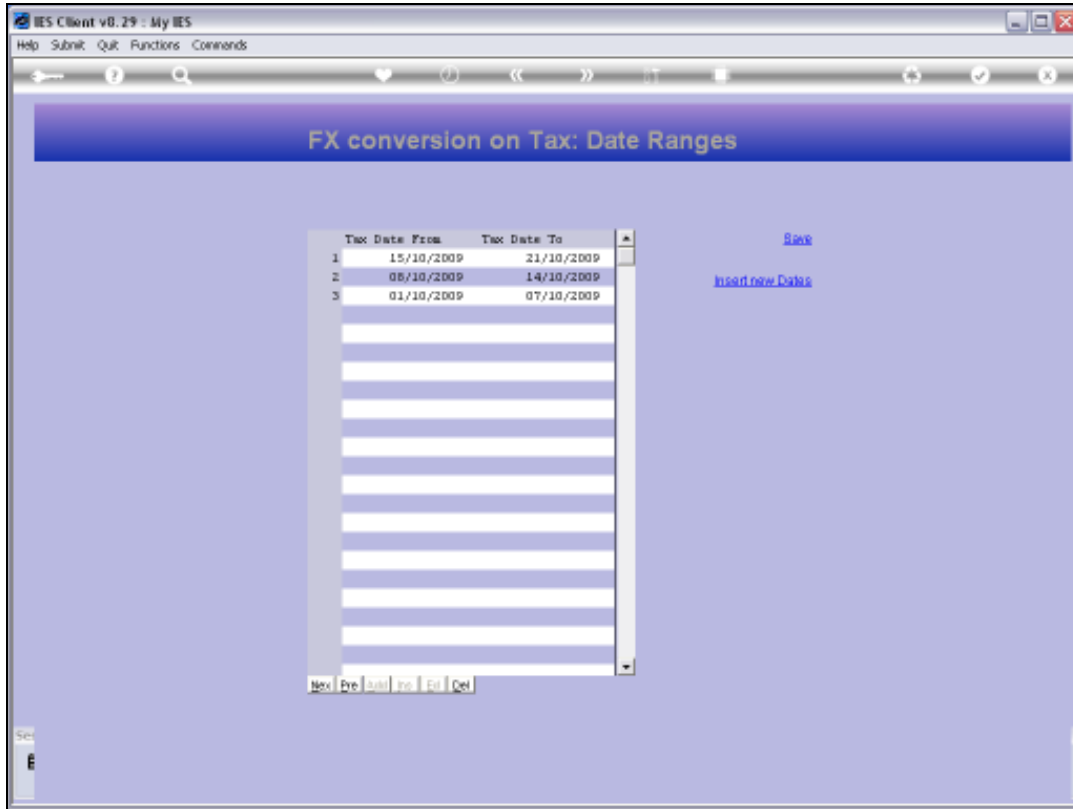 IES Client v8.29 : My IES
Help Submit Quit Functions Commands
FX conversion on Tax: Date Ranges
Tax Date From Tax Date To
1 15/10/2009 21/10/2009
2 08/10/2009 14/10/2009
3 01/10/2009 07/10/2009
Save
Insert new Dates
Nex Pre Add Ins Ed Del